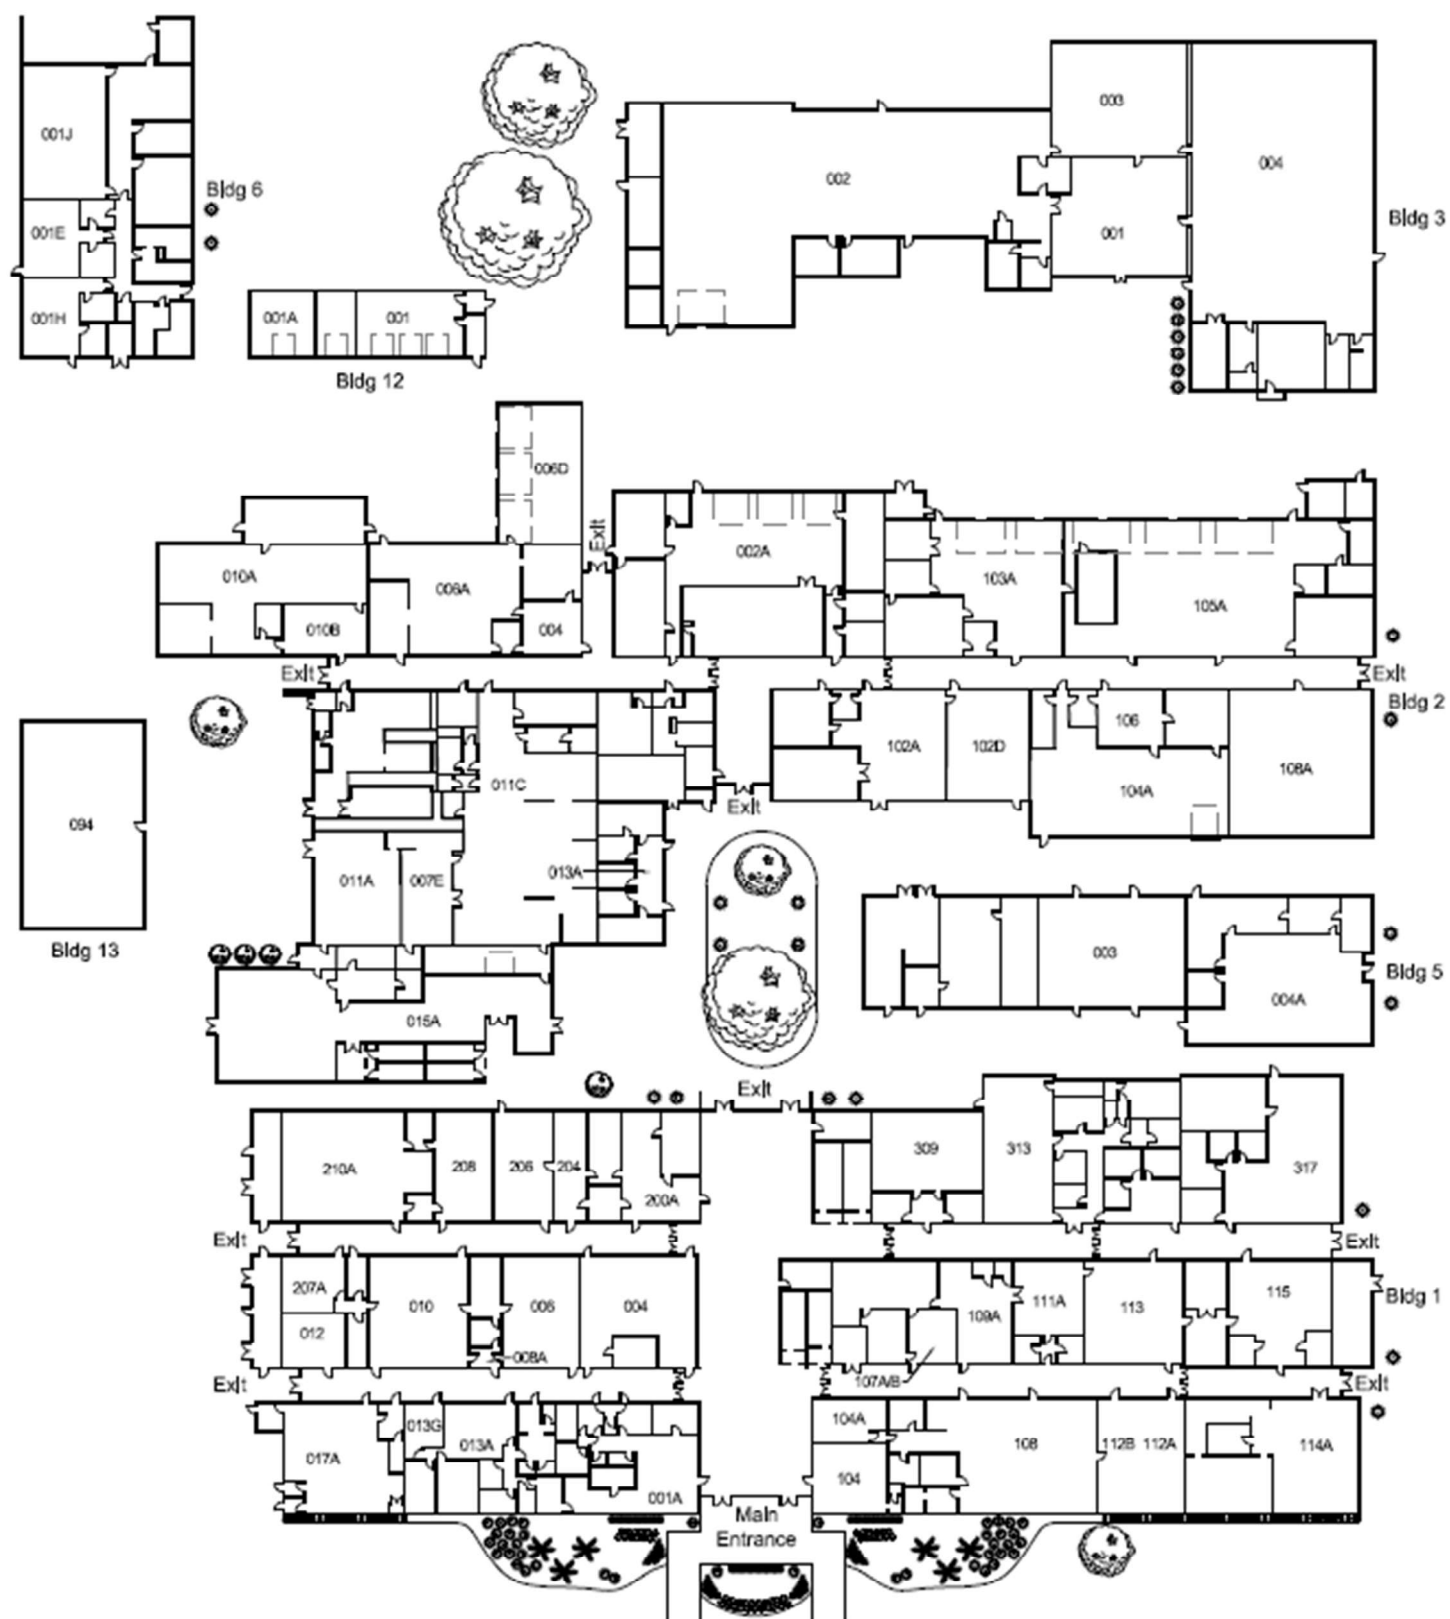 003
001J
004
002
Bldg 6
Bldg 3
001E
001
001H
001A
001
Bldg 12
006D
Exit
002A
010A
006A
103A
105A
010B
004
Exit
Exit
Bldg 2
106
102A
102D
011C
104A
108A
Exit
094
013A
011A
007E
Bldg 13
003
Bldg 5
004A
015A
Exit
210A
208
206
204
309
313
317
200A
Exit
Exit
207A
010
006
004
111A
113
115
Bldg 1
012
109A
008A
107A/B
Exit
Exit
013G
104A
017A
013A
108
112B
112A
114A
104
001A
Main
Entrance